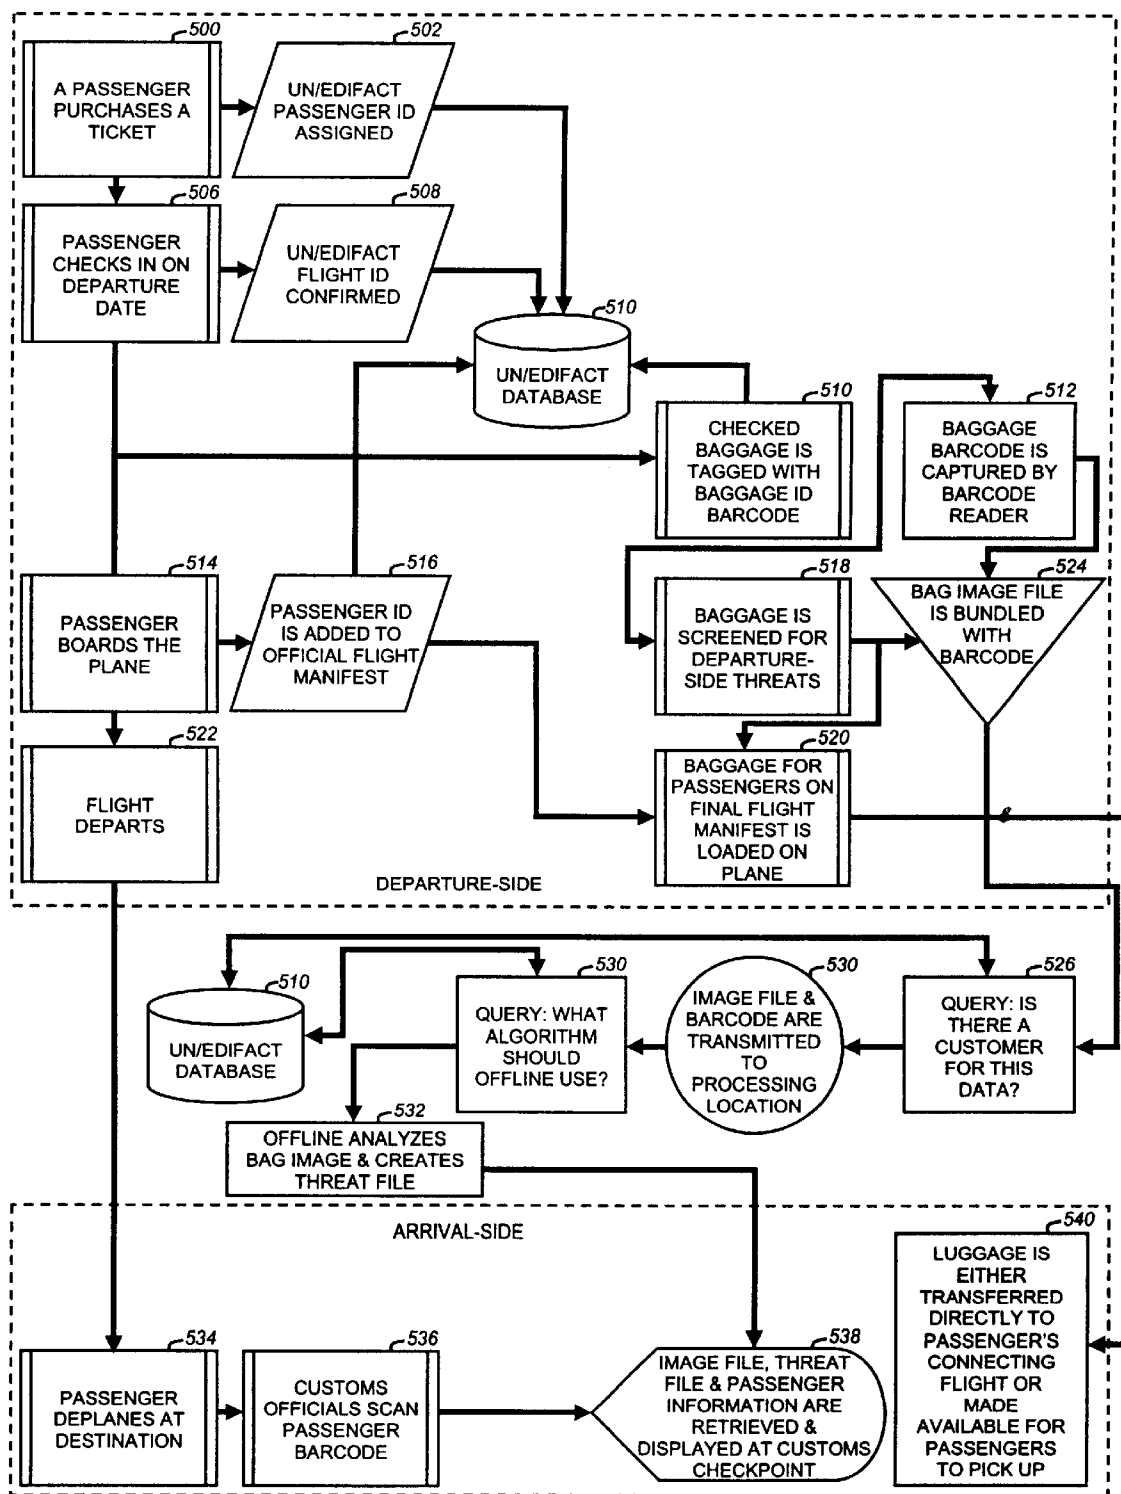 500
A PASSENGER
PURCHASES A
TICKET
502
UN/EDIFACT
PASSENGER ID
ASSIGNED
506
PASSENGER
CHECKS IN ON
DEPARTURE
DATE
508
UN/EDIFACT
FLIGHT ID
CONFIRMED
510
UN/EDIFACT
DATABASE
510
CHECKED
BAGGAGE IS
TAGGED WITH
BAGGAGE ID
BARCODE
512
BAGGAGE
BARCODE IS
CAPTURED BY
BARCODE
READER
514
PASSENGER
BOARDS THE
PLANE
516
PASSENGER ID
IS ADDED TO
OFFICIAL FLIGHT
MANIFEST
518
BAGGAGE IS
SCREENED FOR
DEPARTURE-
SIDE THREATS
524
BAG IMAGE FILE
IS BUNDLED
WITH
BARCODE
522
FLIGHT
DEPARTS
520
BAGGAGE FOR
PASSENGERS ON
FINAL FLIGHT
MANIFEST IS
LOADED ON
PLANE
DEPARTURE-SIDE
510
UN/EDIFACT
DATABASE
530
QUERY: WHAT
ALGORITHM
SHOULD
OFFLINE USE?
530
IMAGE FILE &
BARCODE ARE
TRANSMITTED
TO
PROCESSING
LOCATION
526
QUERY: IS
THERE A
CUSTOMER
FOR THIS
DATA?
532
OFFLINE ANALYZES
BAG IMAGE & CREATES
THREAT FILE
ARRIVAL-SIDE
534
PASSENGER
DEPLANES AT
DESTINATION
536
CUSTOMS
OFFICIALS SCAN
PASSENGER
BARCODE
538
IMAGE FILE, THREAT
FILE & PASSENGER
INFORMATION ARE
RETRIEVED &
DISPLAYED AT CUSTOMS
CHECKPOINT
540
LUGGAGE IS
EITHER
TRANSFERRED
DIRECTLY TO
PASSENGER'S
CONNECTING
FLIGHT OR
MADE
AVAILABLE FOR
PASSENGERS
TO PICK UP